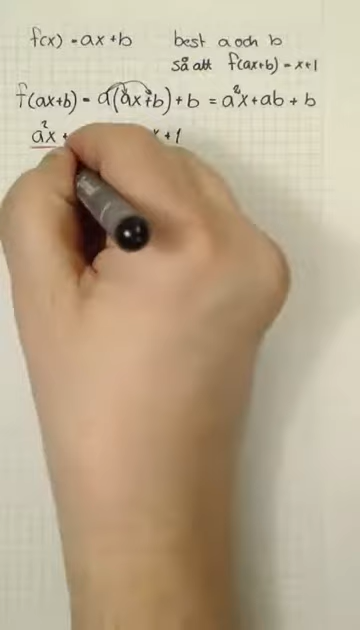 f(x) = ax + b best a och b
så att f(ax+b) = x+1
f(ax+b) = a(ax+b) + b = a²x + ab + b
a²x + x + 1